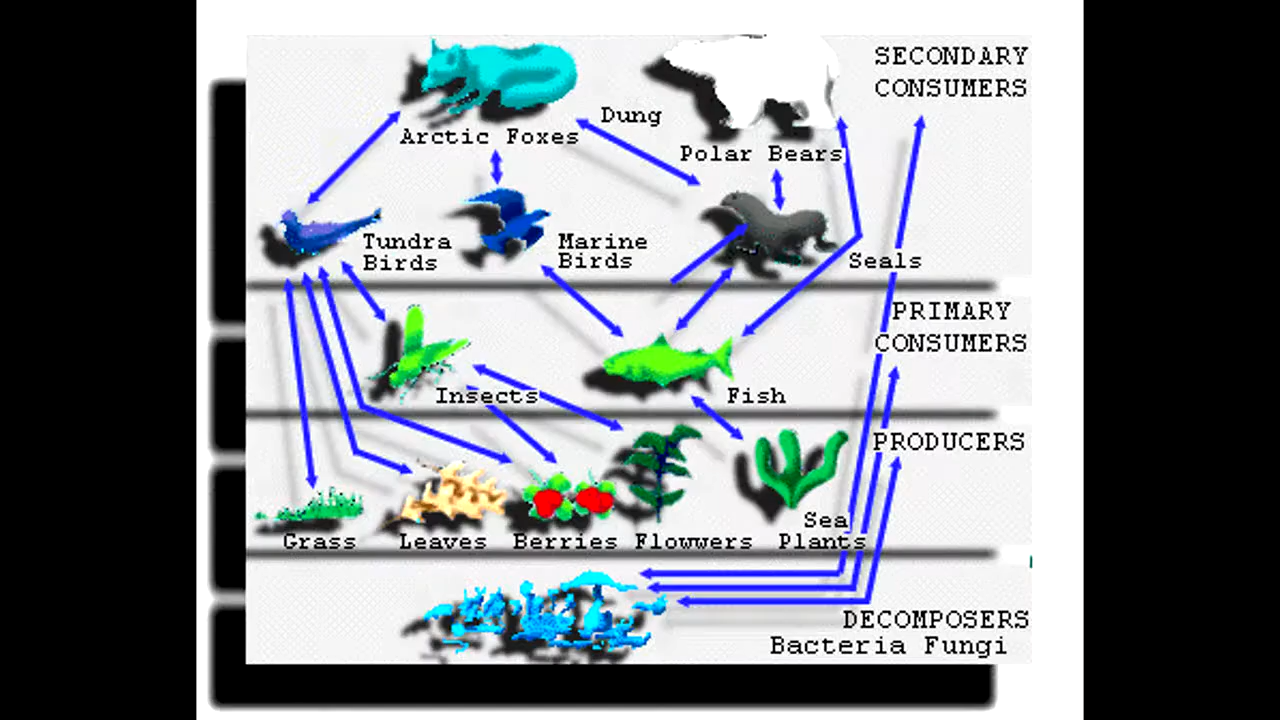 SECONDARY
CONSUMERS
Dung
Arctic Foxes
Polar Bears
Tundra
Birds
Marine
Birds
Seals
PRIMARY
CONSUMERS
Insects
Fish
PRODUCERS
Sea
Grass
Leaves
Berries
Flowwers
Plants
DECOMPOSERS
Bacteria Fungi